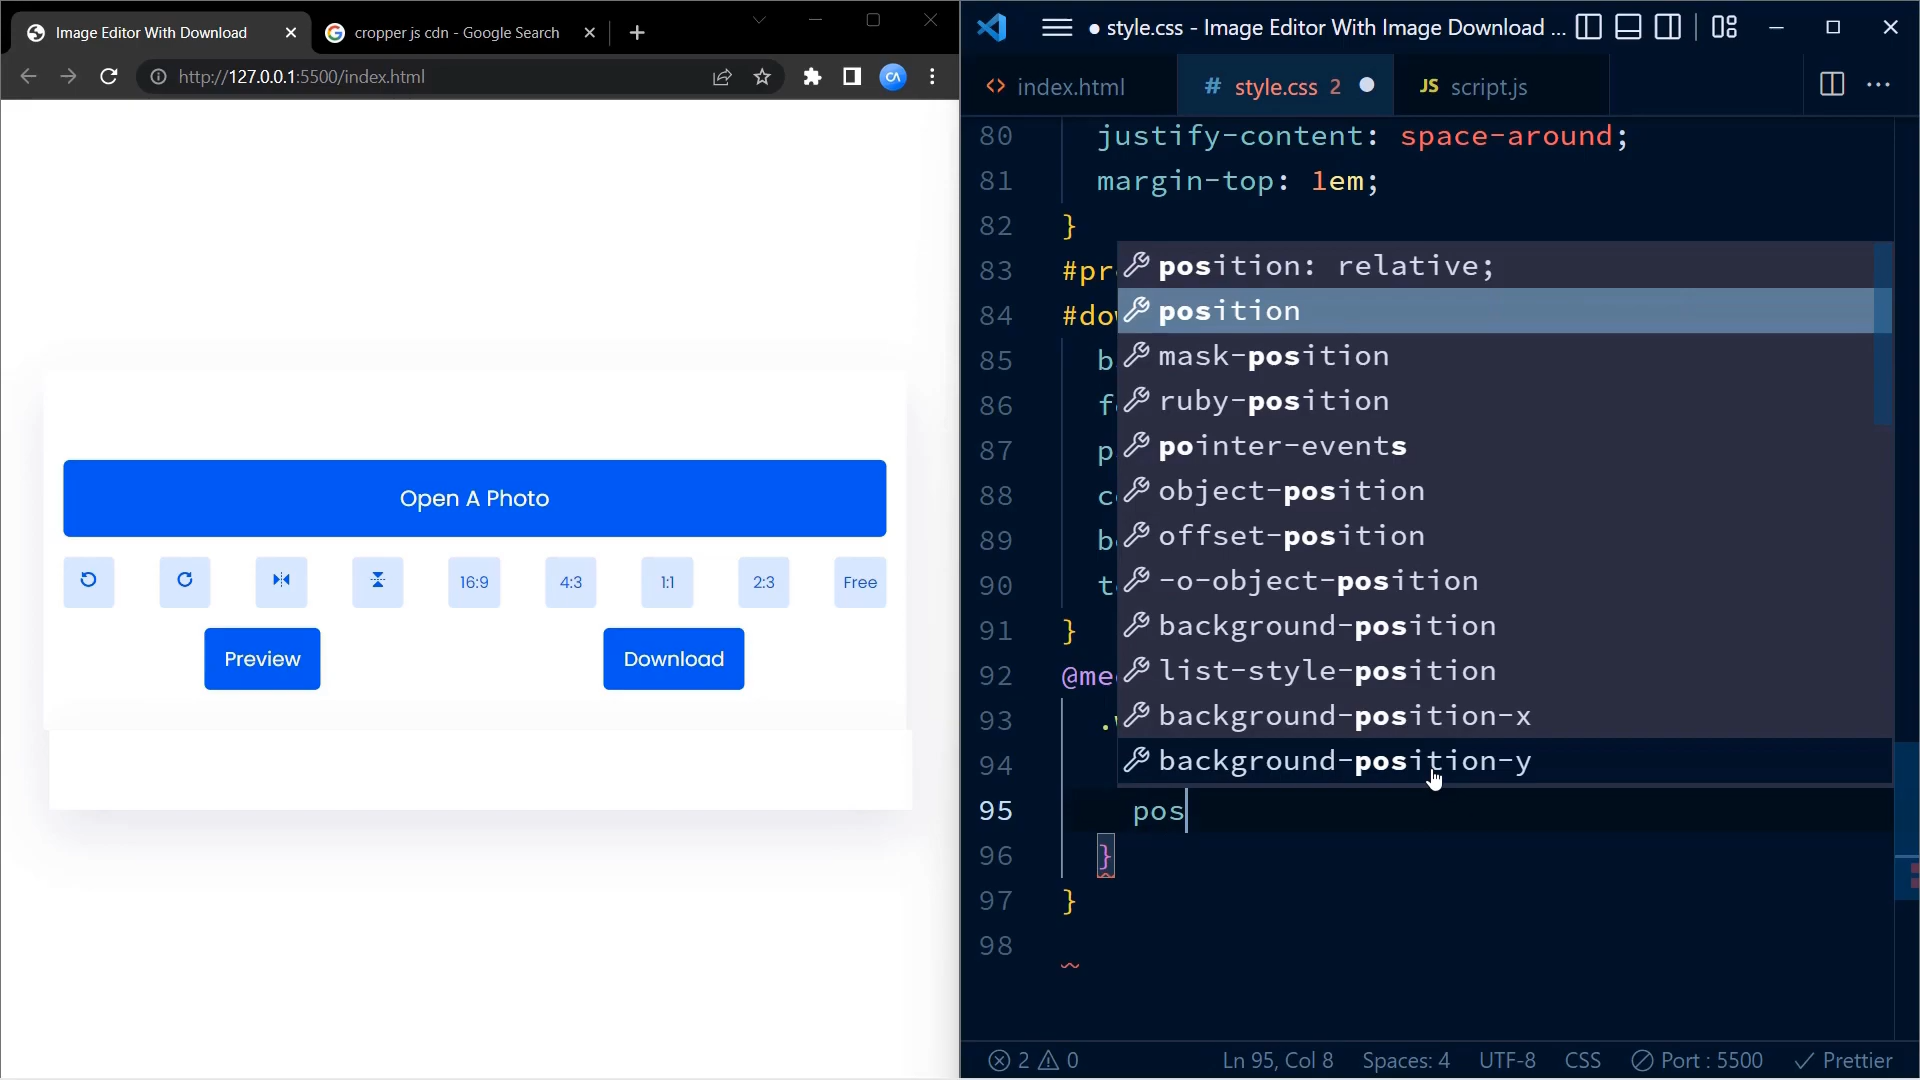 Image Editor With Download
cropper js cdn - Google Search
http://127.0.0.1:5500/index.html
CA
Open A Photo
16:9
4:3
1:1
2:3
Free
Preview
Download
● style.css - Image Editor With Image Download ...
<> index.html
# style.css 2 ●
JS script.js
80 justify-content: space-around;
81 margin-top: 1em;
82 }
83 #pr
84 #do
85 b
86 f
87 p
88 c
89 b
90 t
91 }
92 @me
93 .
94
95 pos
96 }
97 }
98
position: relative;
position
mask-position
ruby-position
pointer-events
object-position
offset-position
-o-object-position
background-position
list-style-position
background-position-x
background-position-y
2 0
Ln 95, Col 8
Spaces: 4
UTF-8
CSS
Port : 5500
Prettier